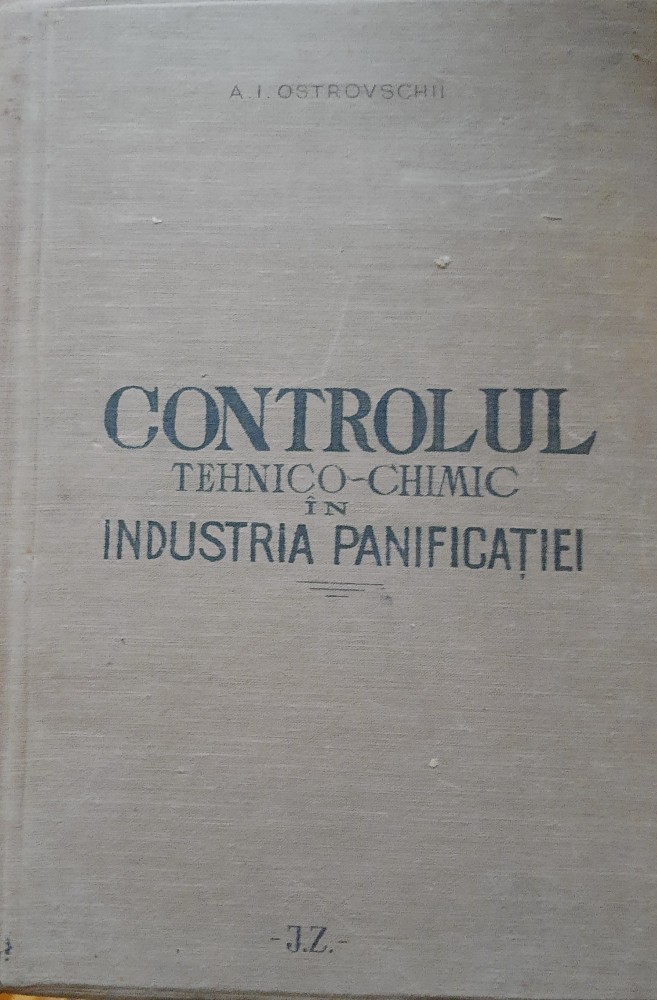 A. I. OSTROVSCHII
CONTROLUL
TEHNICO-CHIMIC
ÎN
INDUSTRIA PANIFICAȚIEI
- J.Z. -